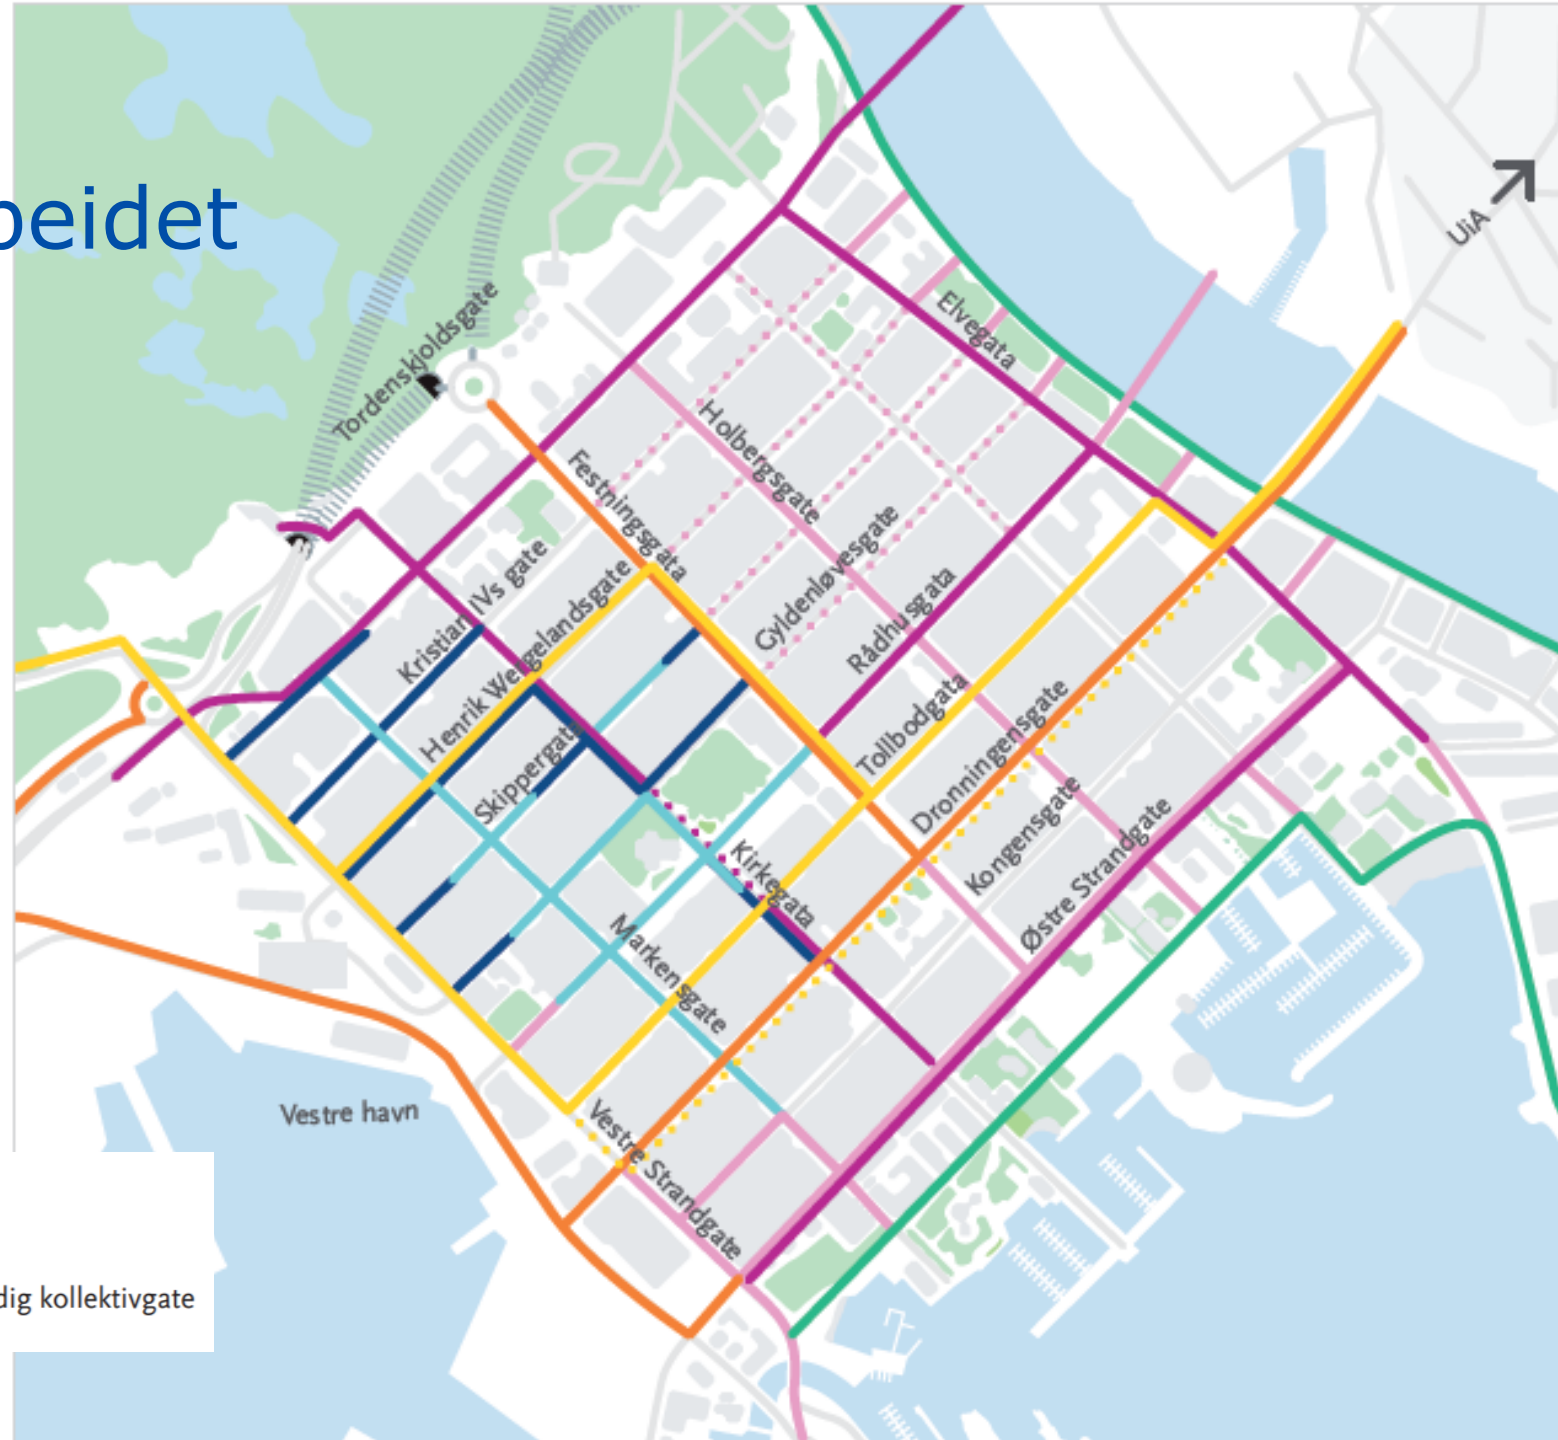 beidet
UiA
Elvegata
Tordenskjoldsgate
Holbergsgate
Festningsgata
Gyldenløvesgate
Kristian IVs gate
Rådhusgata
Henrik Wergelandsgate
Tollbodgata
Skippergata
Dronningensgate
Kongensgate
Østre Strandgate
Kirkegata
Markensgate
Vestre havn
Vestre Strandgate
dig kollektivgate